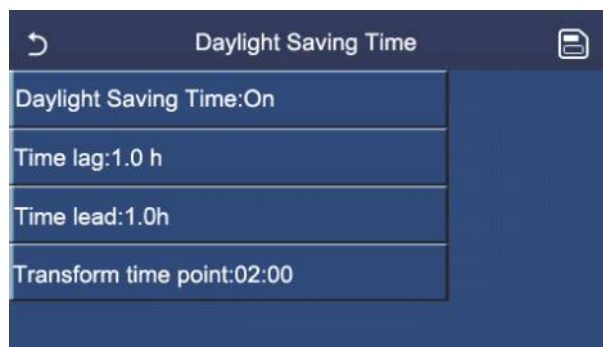 Daylight Saving Time
Daylight Saving Time:On
Time lag:1.0 h
Time lead:1.0h
Transform time point:02:00